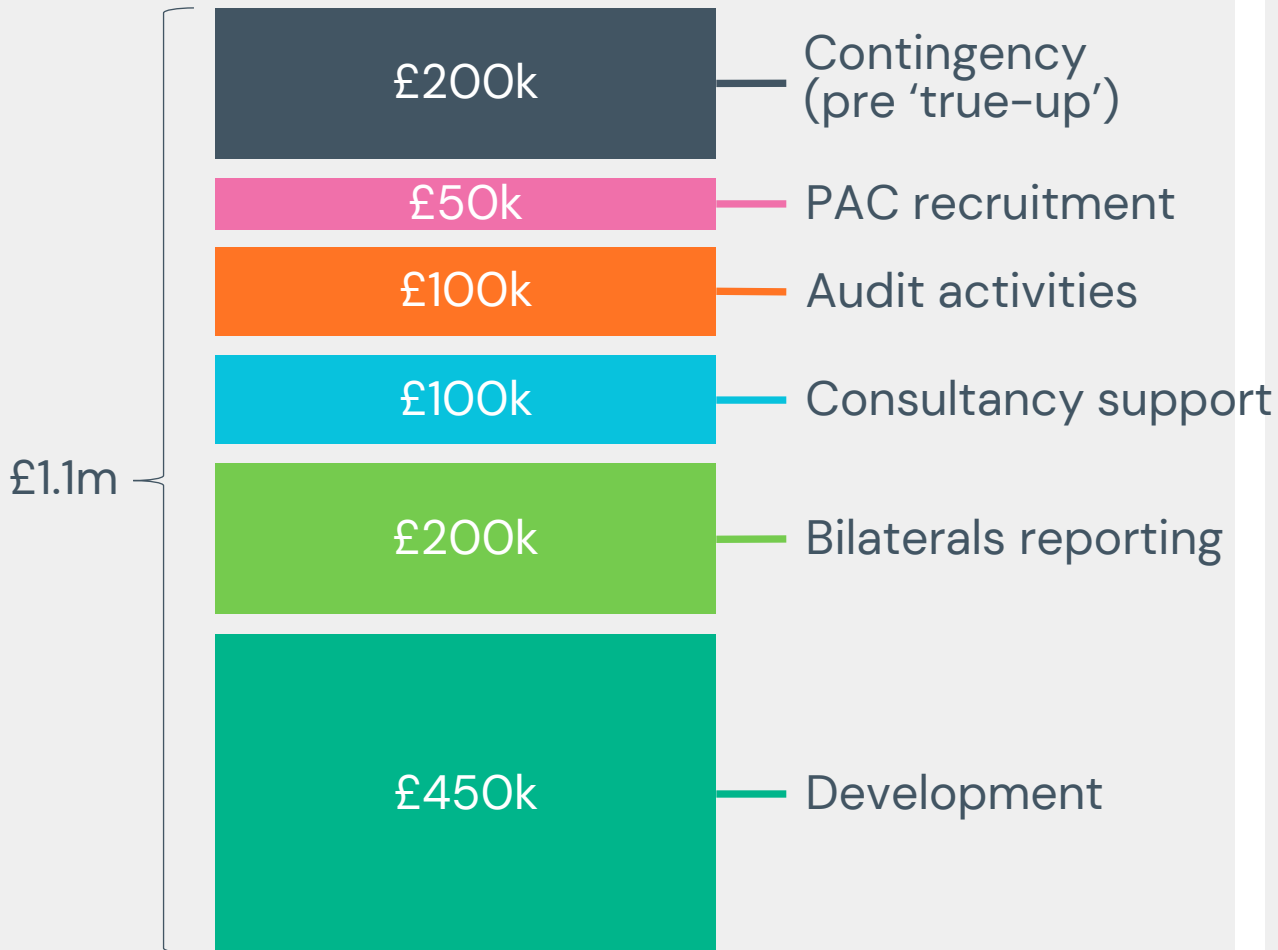 £200k
Contingency
(pre ‘true-up’)
£50k
PAC recruitment
£100k
Audit activities
£100k
Consultancy support
£1.1m
£200k
Bilaterals reporting
£450k
Development